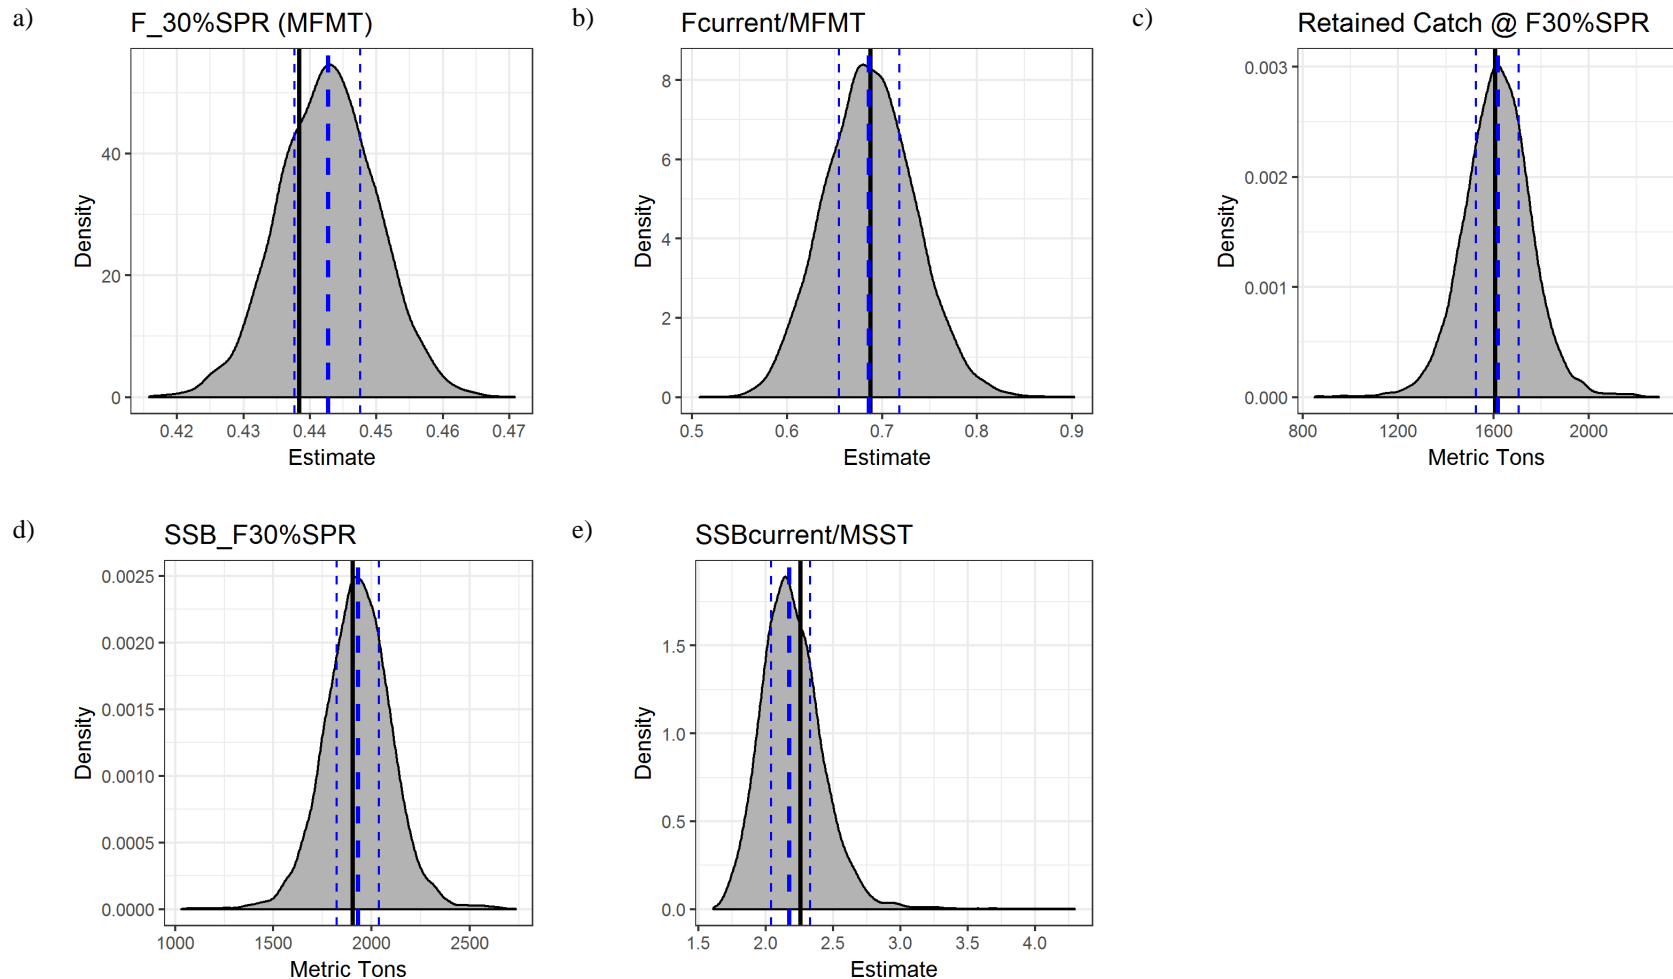 a)
F_30%SPR (MFMT)
Density
40
20
0
0.42 0.43 0.44 0.45 0.46 0.47
Estimate
b)
Fcurrent/MFMT
Density
8
6
4
2
0
0.5 0.6 0.7 0.8 0.9
Estimate
c)
Retained Catch @ F30%SPR
Density
0.003
0.002
0.001
0.000
800 1200 1600 2000
Metric Tons
d)
SSB_F30%SPR
Density
0.0025
0.0020
0.0015
0.0010
0.0005
0.0000
1000 1500 2000 2500
Metric Tons
e)
SSBcurrent/MSST
Density
1.5
1.0
0.5
0.0
1.5 2.0 2.5 3.0 3.5 4.0
Estimate